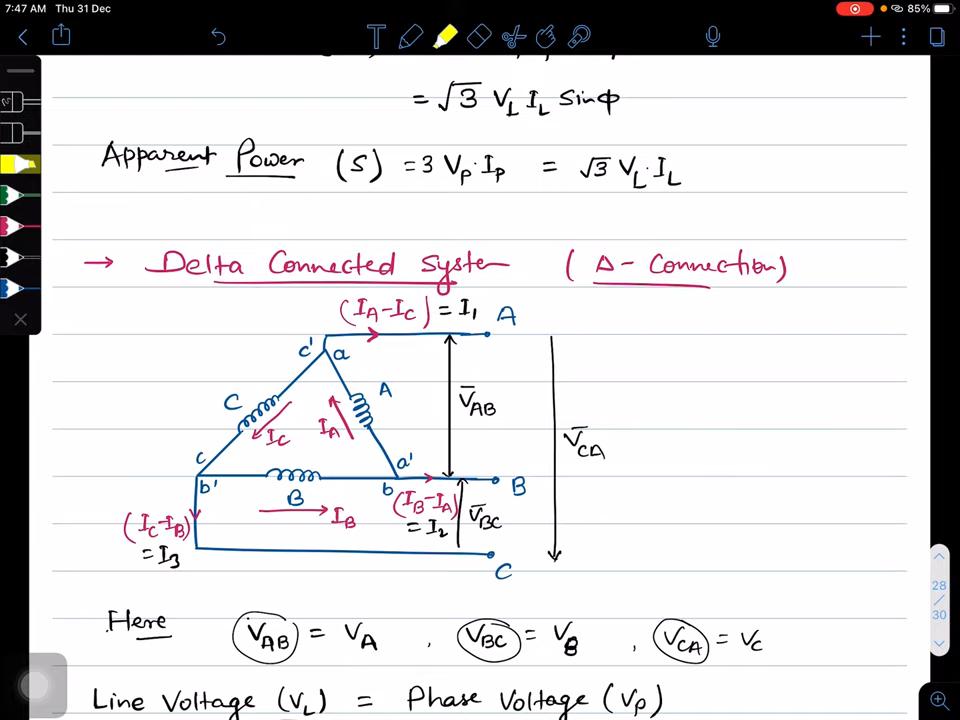 7:47 AM Thu 31 Dec
85%
= √3 V_L I_L Sinφ
Apparent Power (S) = 3 V_P · I_P = √3 V_L · I_L
→ Delta Connected System (Δ - Connection)
(I_A - I_C) = I_1 A
c' a
C A
V̅_AB
I_C I_A
V̅_CA
c a'
b' B b B
(I_C - I_B) I_B (I_B - I_A) V̅_BC
= I_3 = I_2
C
28
/
30
Here V_AB = V_A , V_BC = V_B , V_CA = V_C
Line Voltage (V_L) = Phase Voltage (V_P)